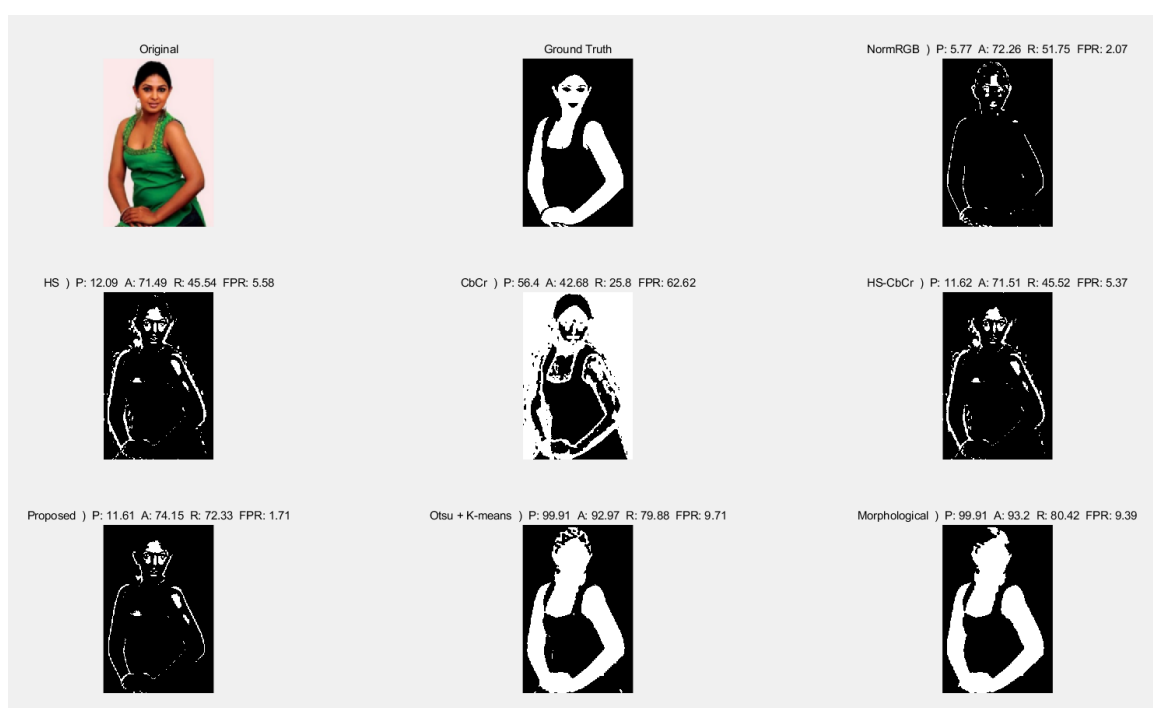 Original
Ground Truth
NormRGB ) P: 5.77 A: 72.26 R: 51.75 FPR: 2.07
HS ) P: 12.09 A: 71.49 R: 45.54 FPR: 5.58
CbCr ) P: 56.4 A: 42.68 R: 25.8 FPR: 62.62
HS-CbCr ) P: 11.62 A: 71.51 R: 45.52 FPR: 5.37
Proposed ) P: 11.61 A: 74.15 R: 72.33 FPR: 1.71
Otsu + K-means ) P: 99.91 A: 92.97 R: 79.88 FPR: 9.71
Morphological ) P: 99.91 A: 93.2 R: 80.42 FPR: 9.39